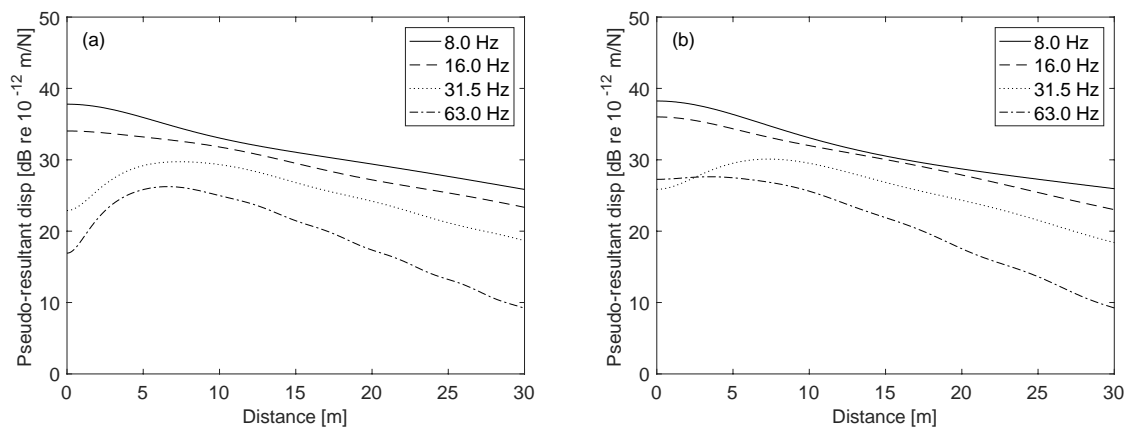 (a)
8.0 Hz
16.0 Hz
31.5 Hz
63.0 Hz
50
40
30
20
10
0
Pseudo-resultant disp [dB re 10⁻¹² m/N]
0 5 10 15 20 25 30
Distance [m]
(b)
8.0 Hz
16.0 Hz
31.5 Hz
63.0 Hz
50
40
30
20
10
0
Pseudo-resultant disp [dB re 10⁻¹² m/N]
0 5 10 15 20 25 30
Distance [m]